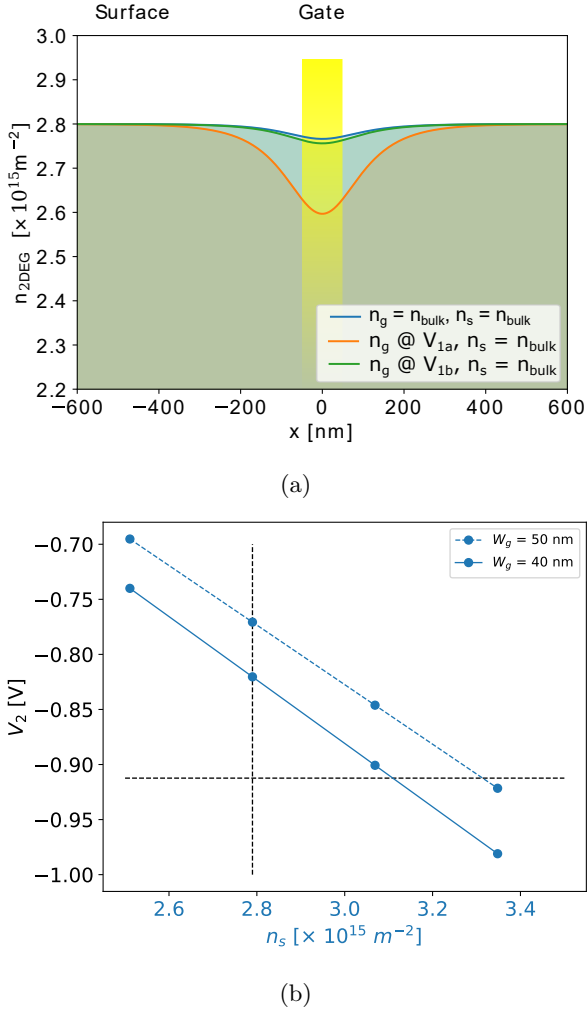 Surface Gate
3.0
2.9
2.8
2.7
2.6
2.5
2.4
2.3
2.2
n2DEG [× 10^15 m^−2]
ng = nbulk, ns = nbulk
ng @ V1a, ns = nbulk
ng @ V1b, ns = nbulk
−600 −400 −200 0 200 400 600
x [nm]
(a)
−0.70
−0.75
−0.80
−0.85
−0.90
−0.95
−1.00
V2 [V]
Wg = 50 nm
Wg = 40 nm
2.6 2.8 3.0 3.2 3.4
ns [× 10^15 m^−2]
(b)